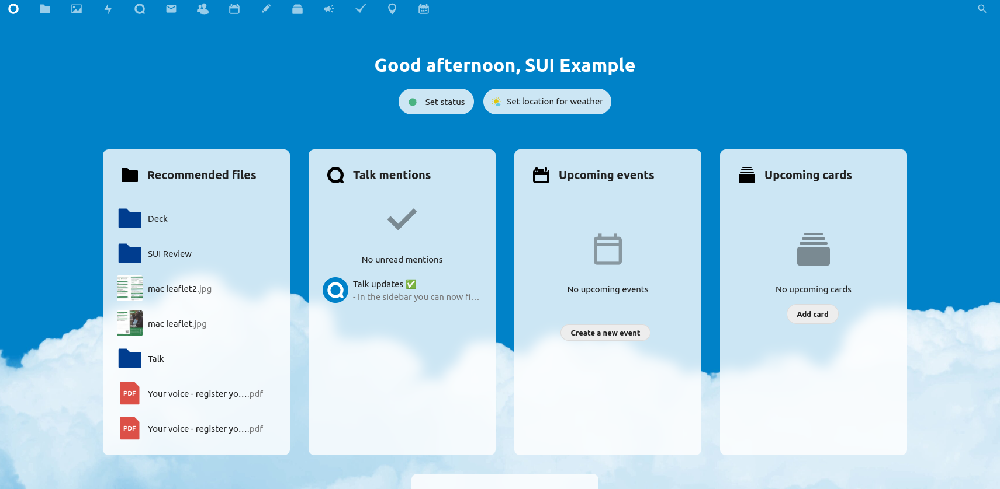 Good afternoon, SUI Example
Set status
Set location for weather
Recommended files
Deck
SUI Review
mac leaflet2.jpg
mac leaflet.jpg
Talk
PDF
Your voice - register yo….pdf
PDF
Your voice - register yo….pdf
Talk mentions
No unread mentions
Talk updates ✅
- In the sidebar you can now fi…
Upcoming events
No upcoming events
Create a new event
Upcoming cards
No upcoming cards
Add card